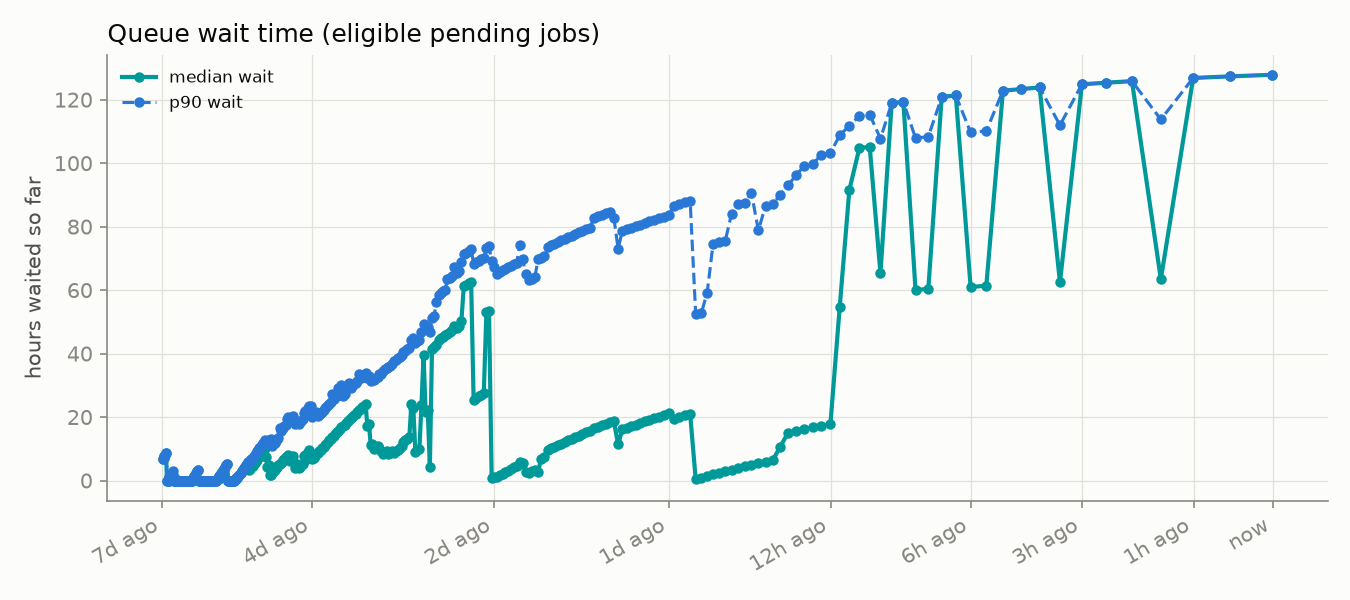 Queue wait time (eligible pending jobs)
median wait
p90 wait
hours waited so far
120
100
80
60
40
20
0
7d ago
4d ago
2d ago
1d ago
12h ago
6h ago
3h ago
1h ago
now